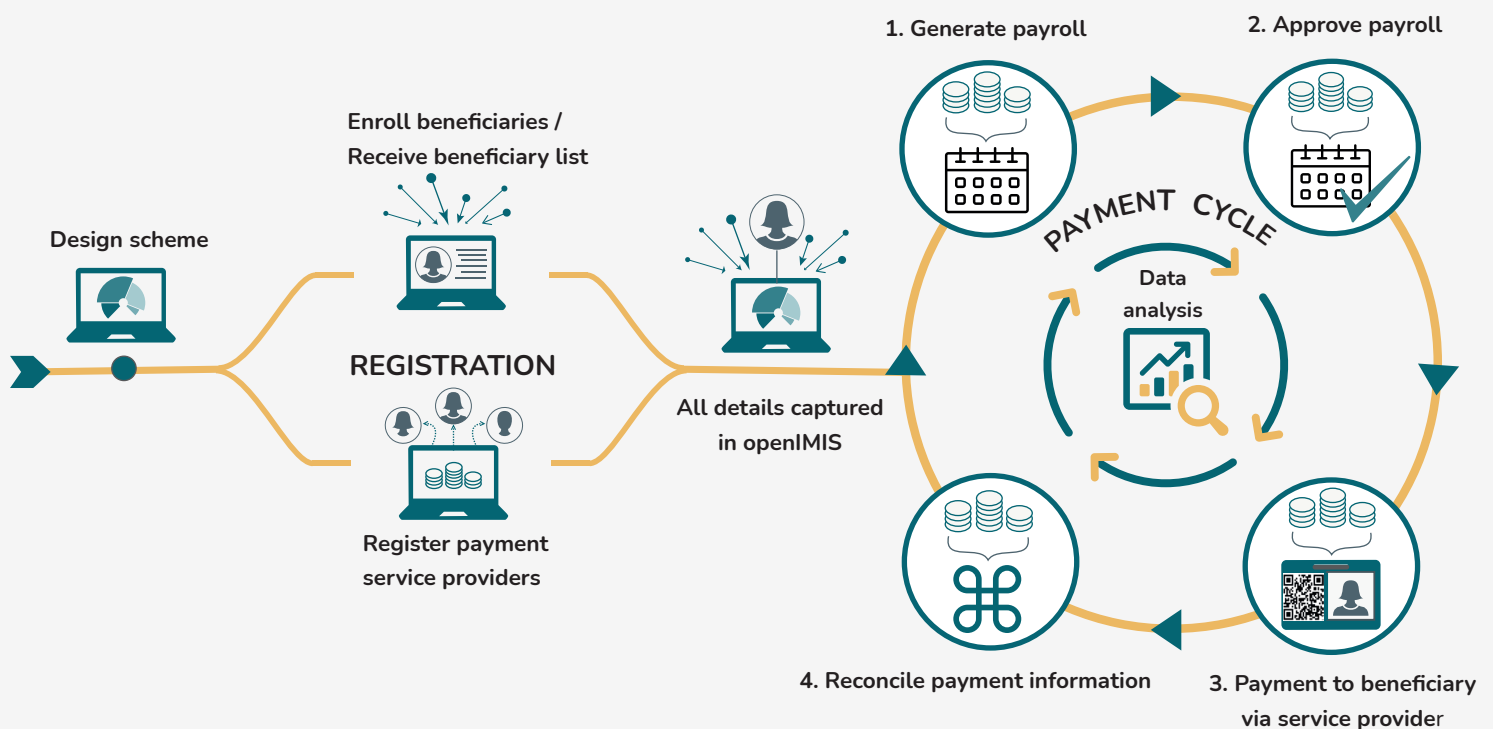 Design scheme
Enroll beneficiaries /
Receive beneficiary list
REGISTRATION
Register payment
service providers
All details captured
in openIMIS
1. Generate payroll
2. Approve payroll
PAYMENT CYCLE
Data
analysis
4. Reconcile payment information
3. Payment to beneficiary
via service provider